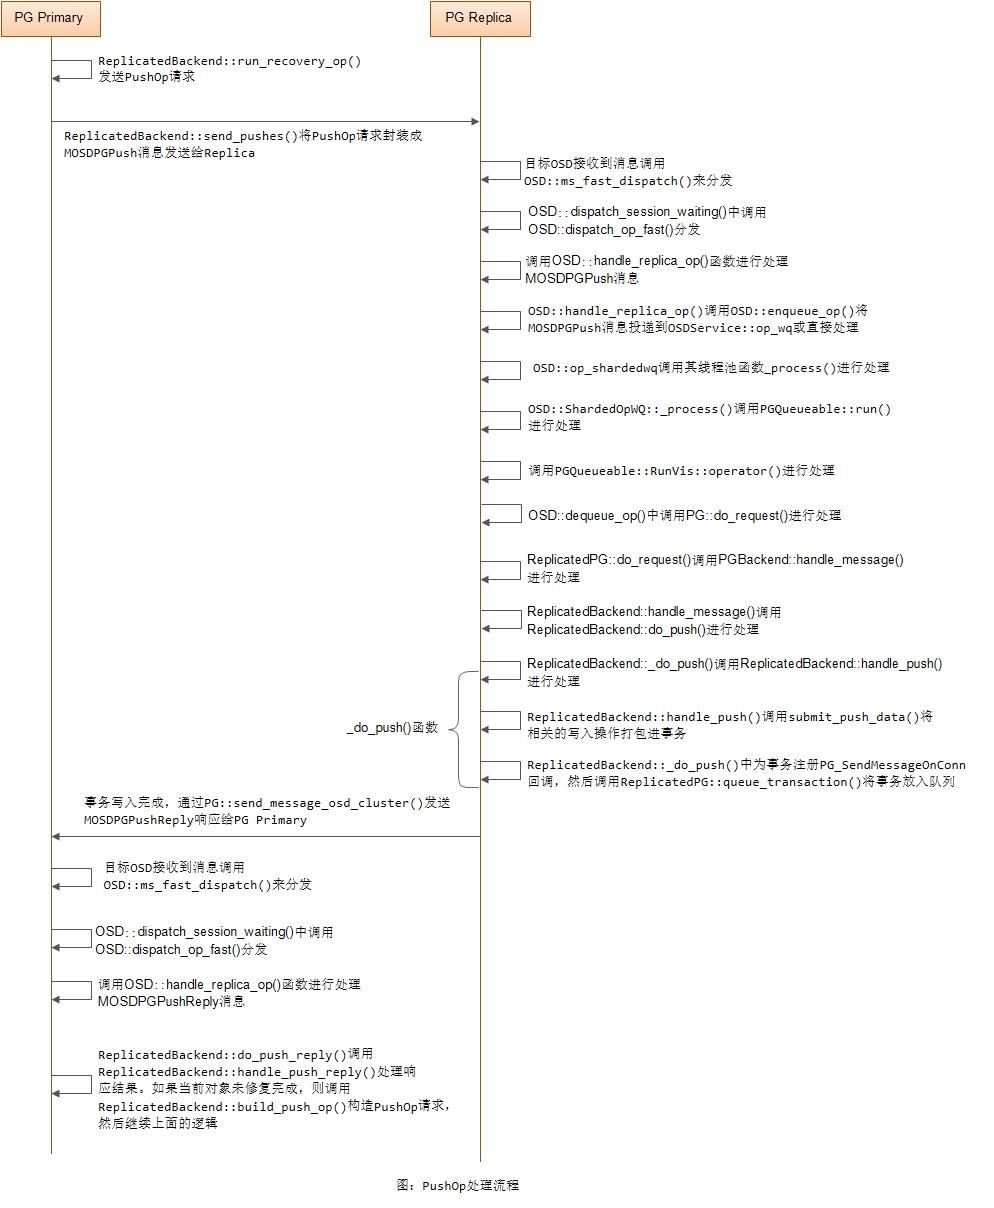 PG Primary
PG Replica
ReplicatedBackend::run_recovery_op()
发送PushOp请求
ReplicatedBackend::send_pushes()将PushOp请求封装成
MOSDPGPush消息发送给Replica
目标OSD接收到消息调用
OSD::ms_fast_dispatch()来分发
OSD::dispatch_session_waiting()中调用
OSD::dispatch_op_fast()分发
调用OSD::handle_replica_op()函数进行处理
MOSDPGPush消息
OSD::handle_replica_op()调用OSD::enqueue_op()将
MOSDPGPush消息投递到OSDService::op_wq或直接处理
OSD::op_shardedwq调用其线程池函数_process()进行处理
OSD::ShardedOpWQ::_process()调用PGQueueable::run()
进行处理
调用PGQueueable::RunVis::operator()进行处理
OSD::dequeue_op()中调用PG::do_request()进行处理
ReplicatedPG::do_request()调用PGBackend::handle_message()
进行处理
ReplicatedBackend::handle_message()调用
ReplicatedBackend::do_push()进行处理
ReplicatedBackend::_do_push()调用ReplicatedBackend::handle_push()
进行处理
_do_push()函数
ReplicatedBackend::handle_push()调用submit_push_data()将
相关的写入操作打包进事务
ReplicatedBackend::_do_push()中为事务注册PG_SendMessageOnConn
回调，然后调用ReplicatedPG::queue_transaction()将事务放入队列
事务写入完成，通过PG::send_message_osd_cluster()发送
MOSDPGPushReply响应给PG Primary
目标OSD接收到消息调用
OSD::ms_fast_dispatch()来分发
OSD::dispatch_session_waiting()中调用
OSD::dispatch_op_fast()分发
调用OSD::handle_replica_op()函数进行处理
MOSDPGPushReply消息
ReplicatedBackend::do_push_reply()调用
ReplicatedBackend::handle_push_reply()处理响
应结果。如果当前对象未修复完成，则调用
ReplicatedBackend::build_push_op()构造PushOp请求，
然后继续上面的逻辑
图：PushOp处理流程